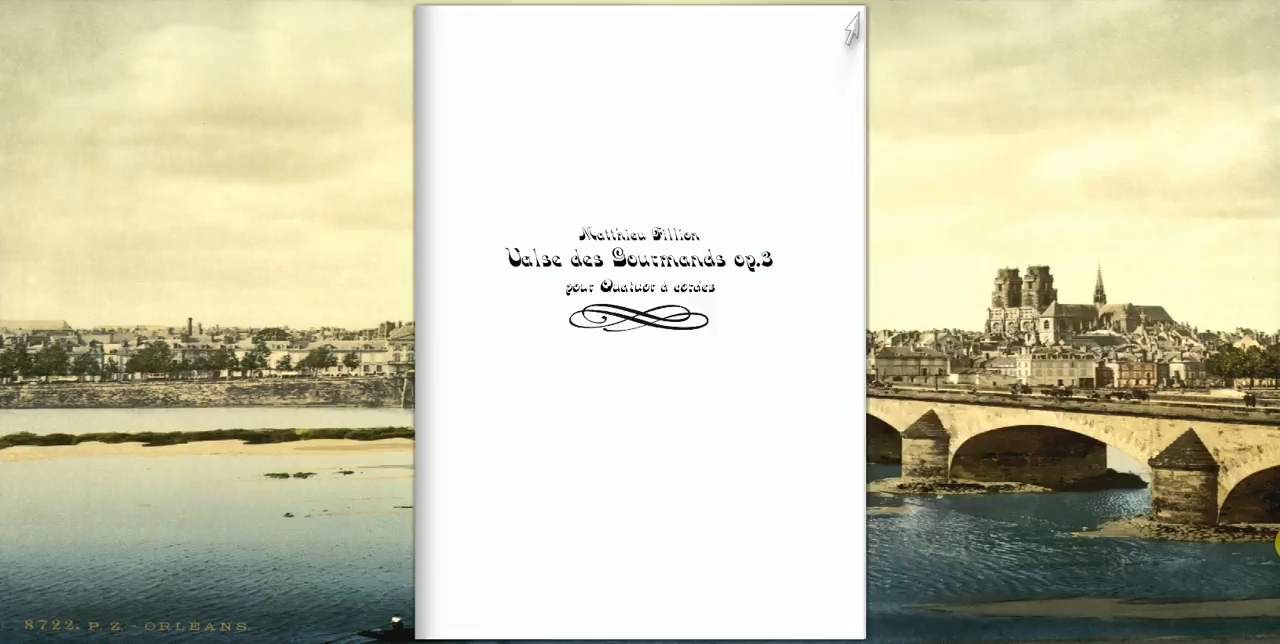 Matthieu Fillion
Valse des Gourmands op.3
pour Quatuor à cordes
8722. P. Z. - ORLEANS.